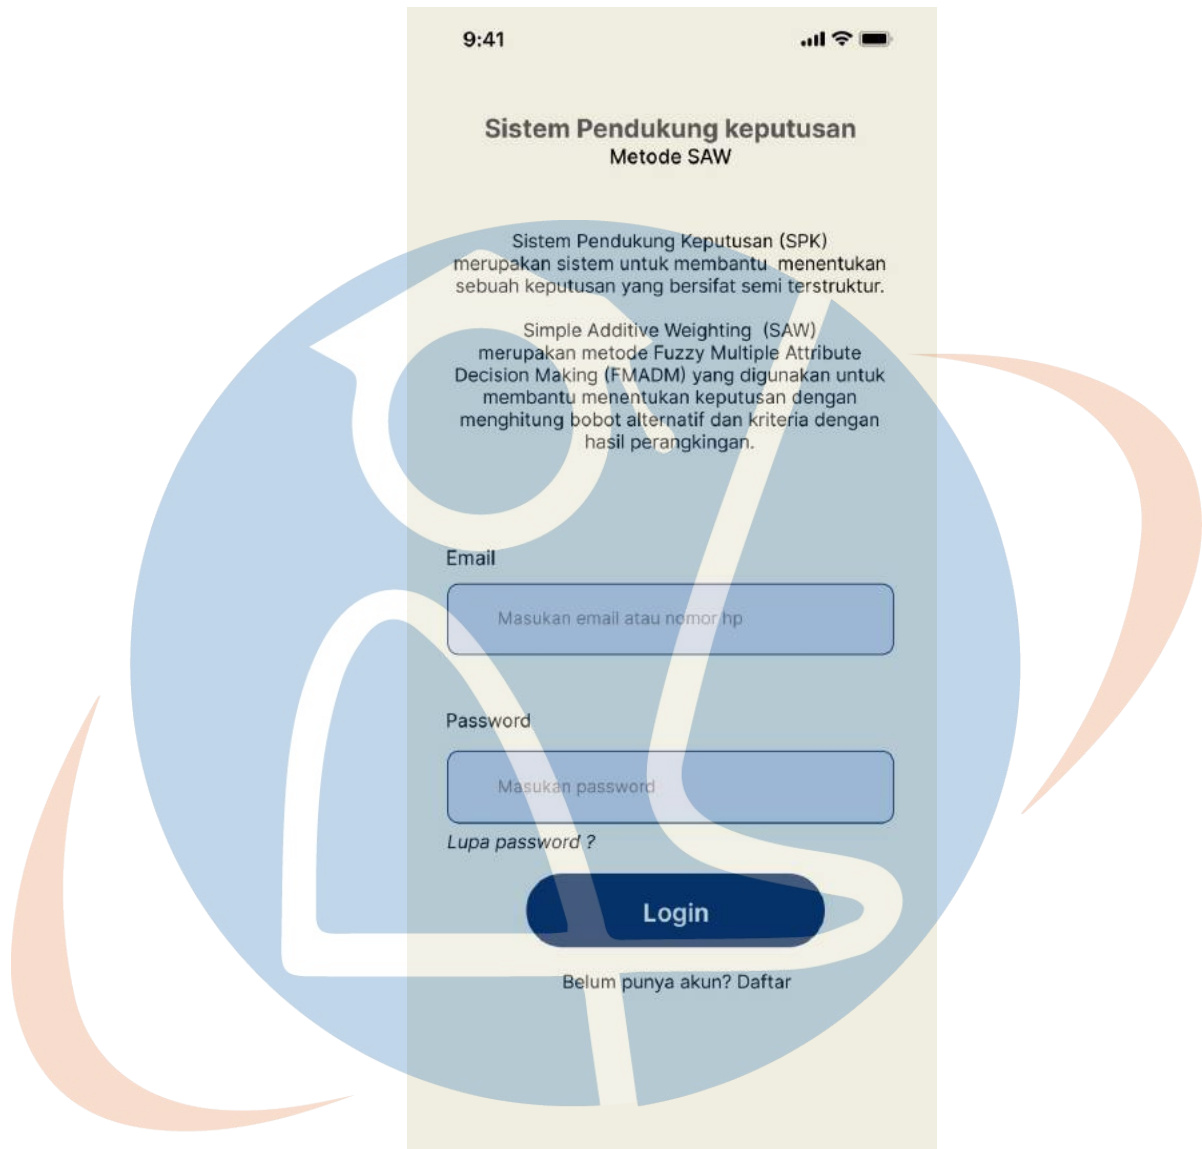 9:41
Sistem Pendukung keputusan
Metode SAW
Sistem Pendukung Keputusan (SPK)
merupakan sistem untuk membantu  menentukan
sebuah keputusan yang bersifat semi terstruktur.
Simple Additive Weighting  (SAW)
merupakan metode Fuzzy Multiple Attribute
Decision Making (FMADM) yang digunakan untuk
membantu menentukan keputusan dengan
menghitung bobot alternatif dan kriteria dengan
hasil perangkingan.
Email
Masukan email atau nomor hp
Password
Masukan password
Lupa password ?
Login
Belum punya akun? Daftar